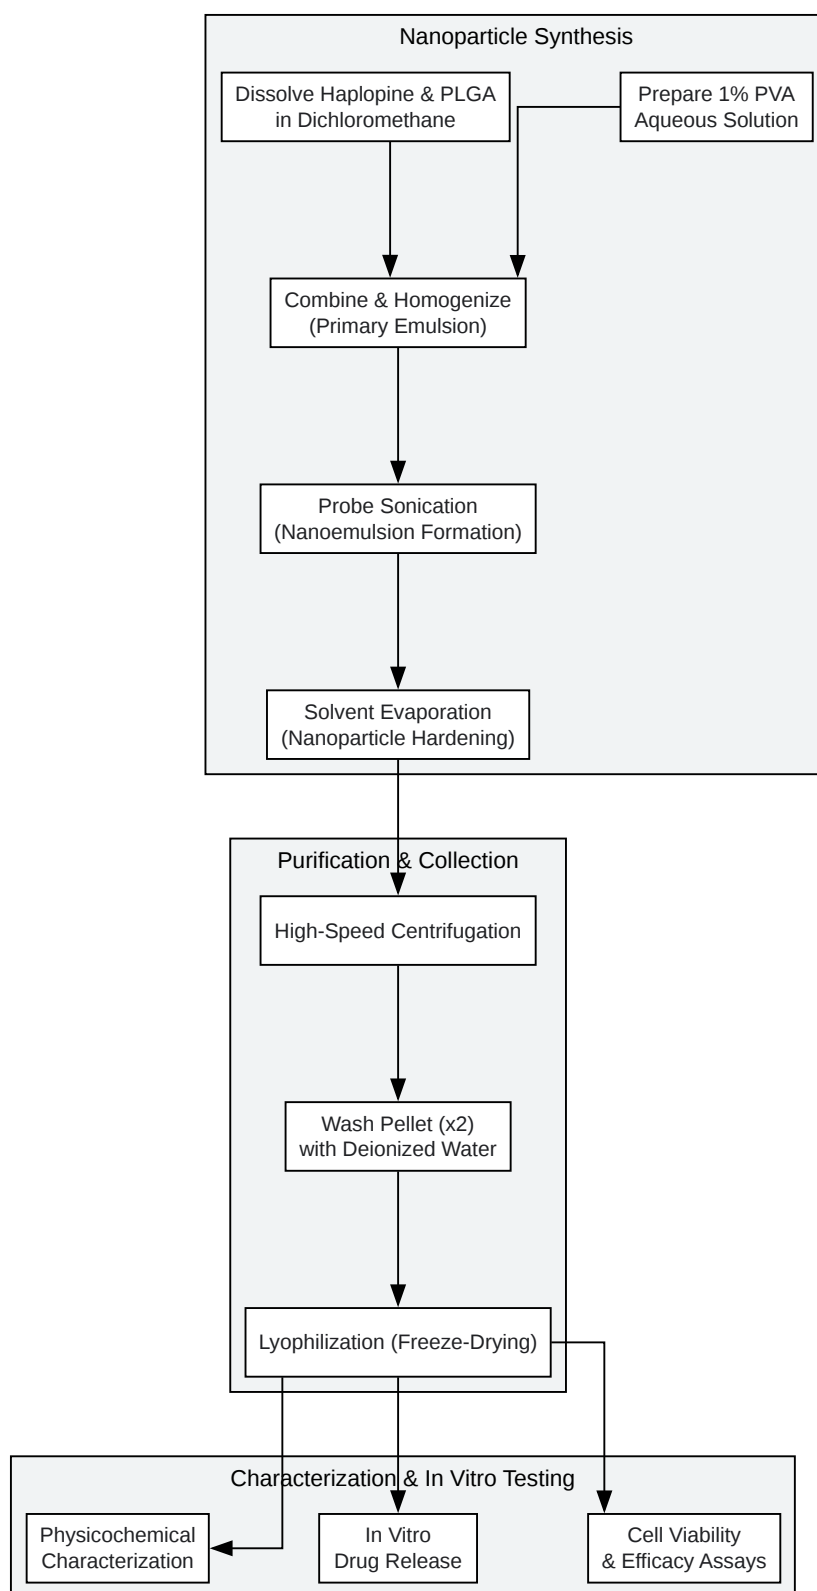 Nanoparticle Synthesis
Dissolve Haplopine & PLGA
in Dichloromethane
Prepare 1% PVA
Aqueous Solution
Combine & Homogenize
(Primary Emulsion)
Probe Sonication
(Nanoemulsion Formation)
Solvent Evaporation
(Nanoparticle Hardening)
Purification & Collection
High-Speed Centrifugation
Wash Pellet (x2)
with Deionized Water
Lyophilization (Freeze-Drying)
Characterization & In Vitro Testing
Physicochemical
Characterization
In Vitro
Drug Release
Cell Viability
& Efficacy Assays